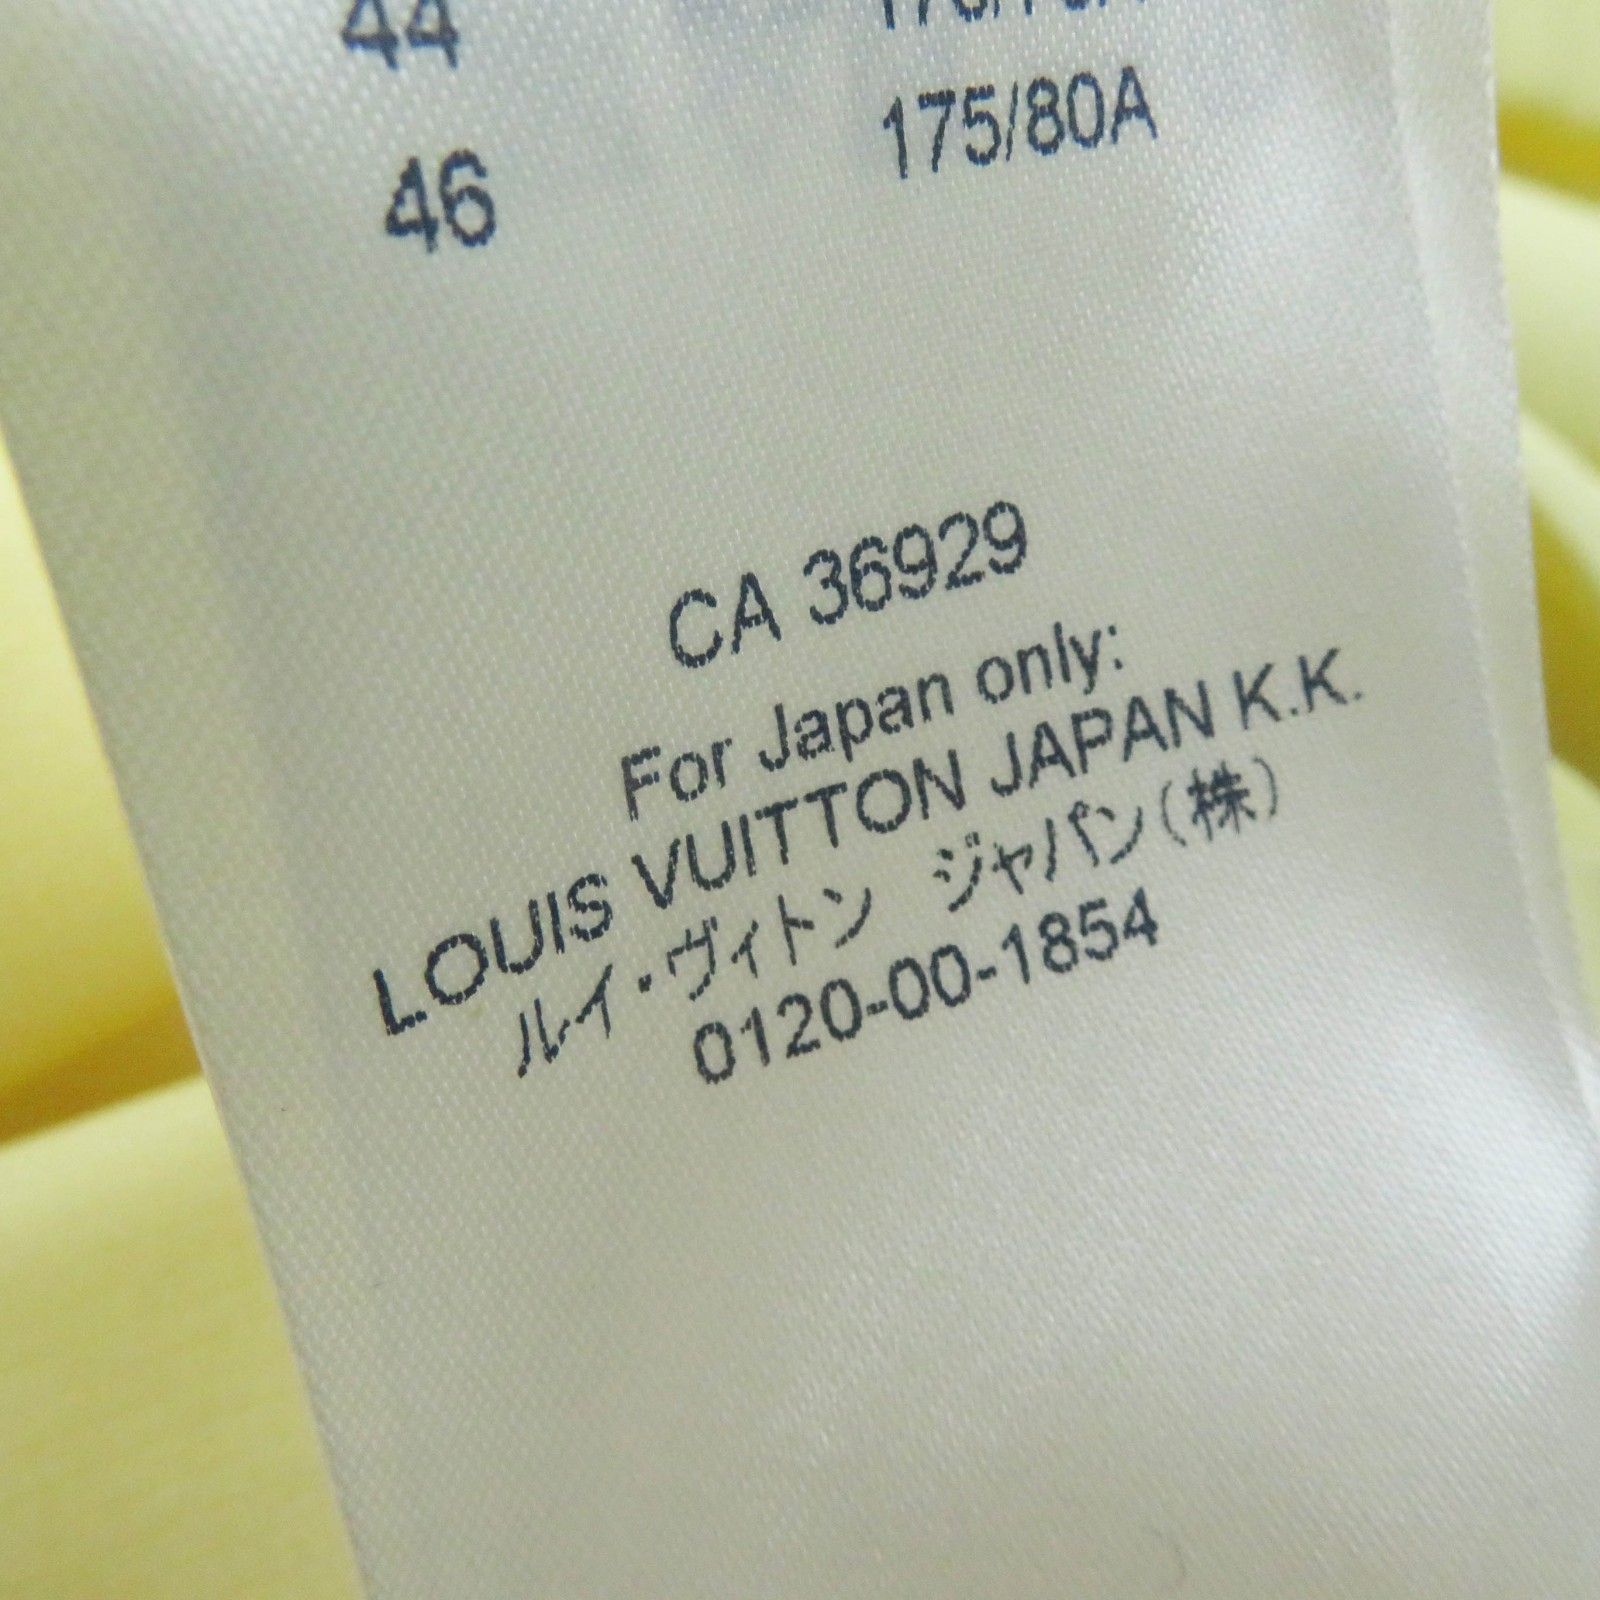 44
46 175/80A
CA 36929
For Japan only:
LOUIS VUITTON JAPAN K.K.
ルイ・ヴィトン ジャパン(株)
0120-00-1854